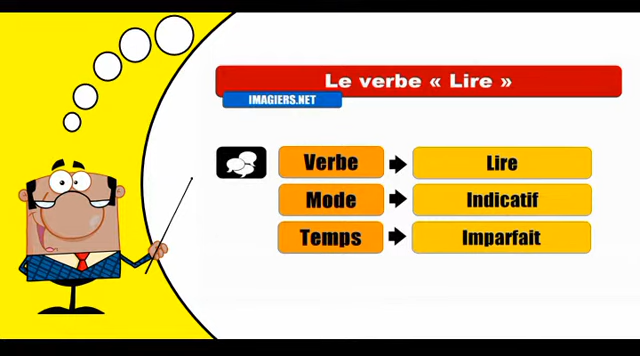 Le verbe « Lire »
IMAGIERS.NET
Verbe Lire
Mode Indicatif
Temps Imparfait